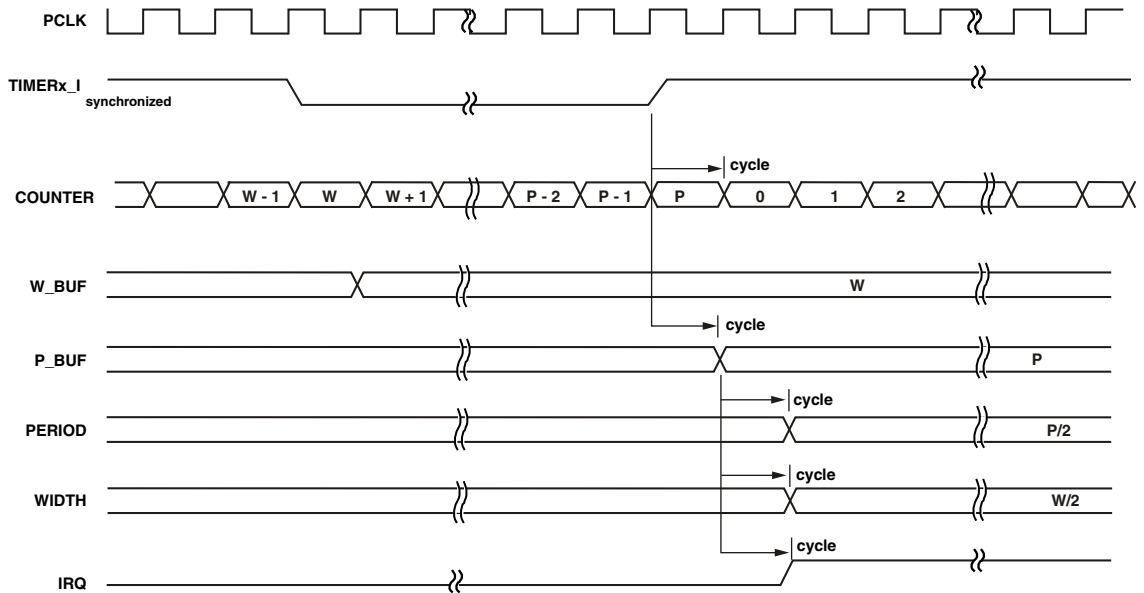 PCLK
TIMERx_I
synchronized
cycle
COUNTER W - 1 W W + 1 P - 2 P - 1 P 0 1 2
W_BUF W
cycle
P_BUF P
cycle
PERIOD P/2
cycle
WIDTH W/2
cycle
IRQ